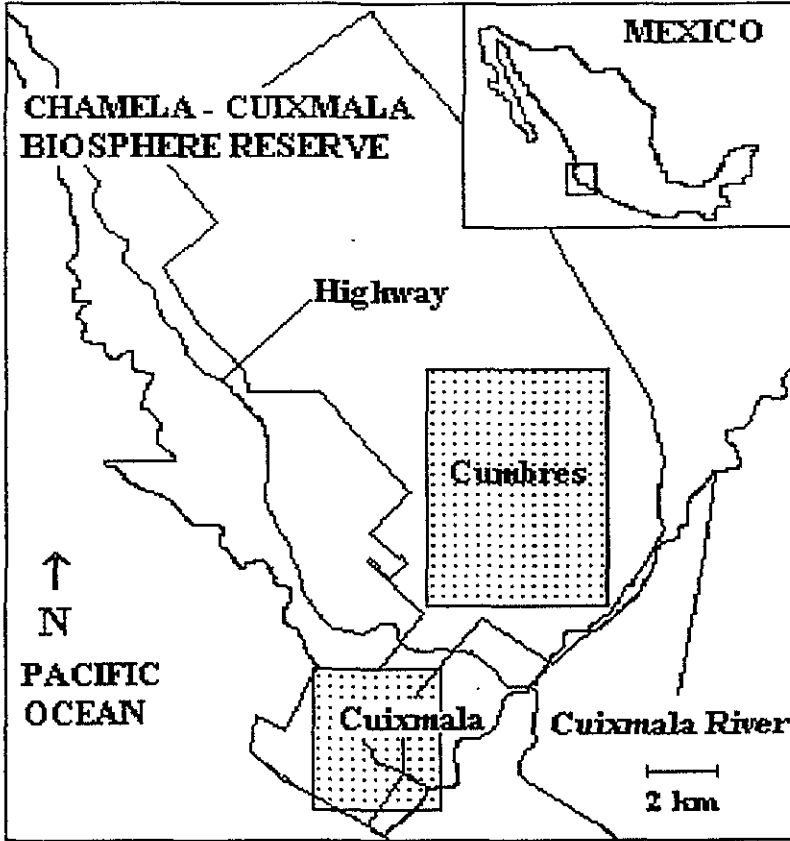 MEXICO
CHAMELA - CUIXMALA
BIOSPHERE RESERVE
Highway
Cumbres
N
PACIFIC
OCEAN
Cuixmala
Cuixmala River
2 km